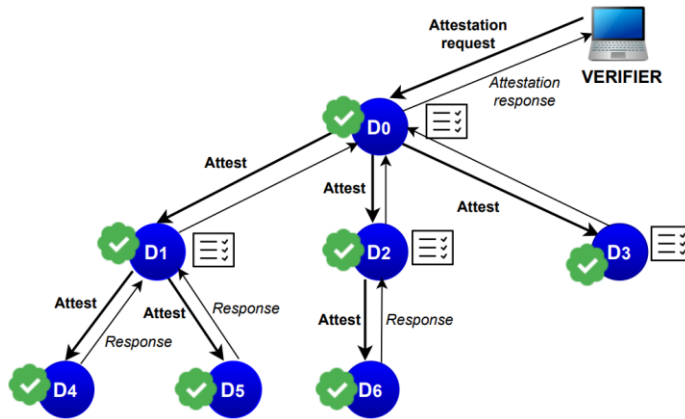 Attestation
request
VERIFIER
Attestation
response
D0
Attest
Attest
Attest
D1
D2
D3
Attest
Attest
Response
Response
Attest
Response
D4
D5
D6